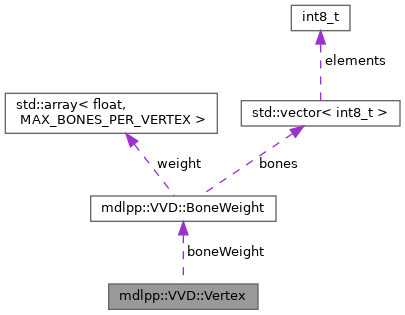 int8_t
elements
std::array< float,
MAX_BONES_PER_VERTEX >
std::vector< int8_t >
weight
bones
mdlpp::VVD::BoneWeight
boneWeight
mdlpp::VVD::Vertex